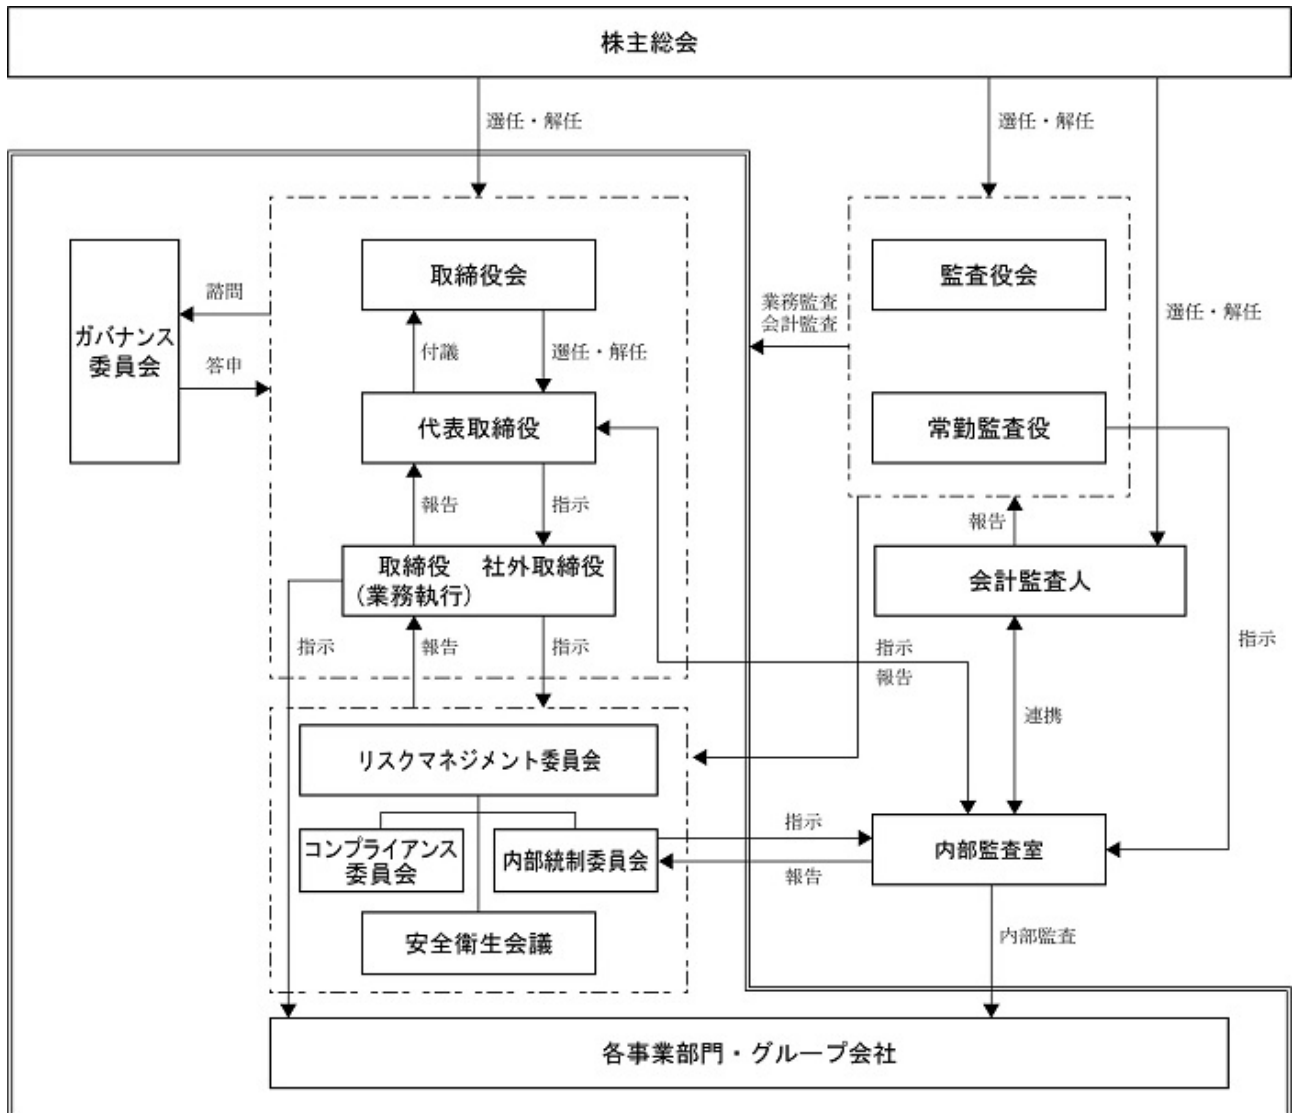 株主総会
選任・解任
選任・解任
選任・解任
取締役会
監査役会
ガバナンス
委員会
諮問
答申
業務監査
会計監査
付議
選任・解任
代表取締役
常勤監査役
報告
指示
報告
取締役
(業務執行)
社外取締役
会計監査人
指示
報告
指示
指示
報告
指示
連携
リスクマネジメント委員会
コンプライアンス
委員会
内部統制委員会
指示
報告
内部監査室
安全衛生会議
内部監査
各事業部門・グループ会社